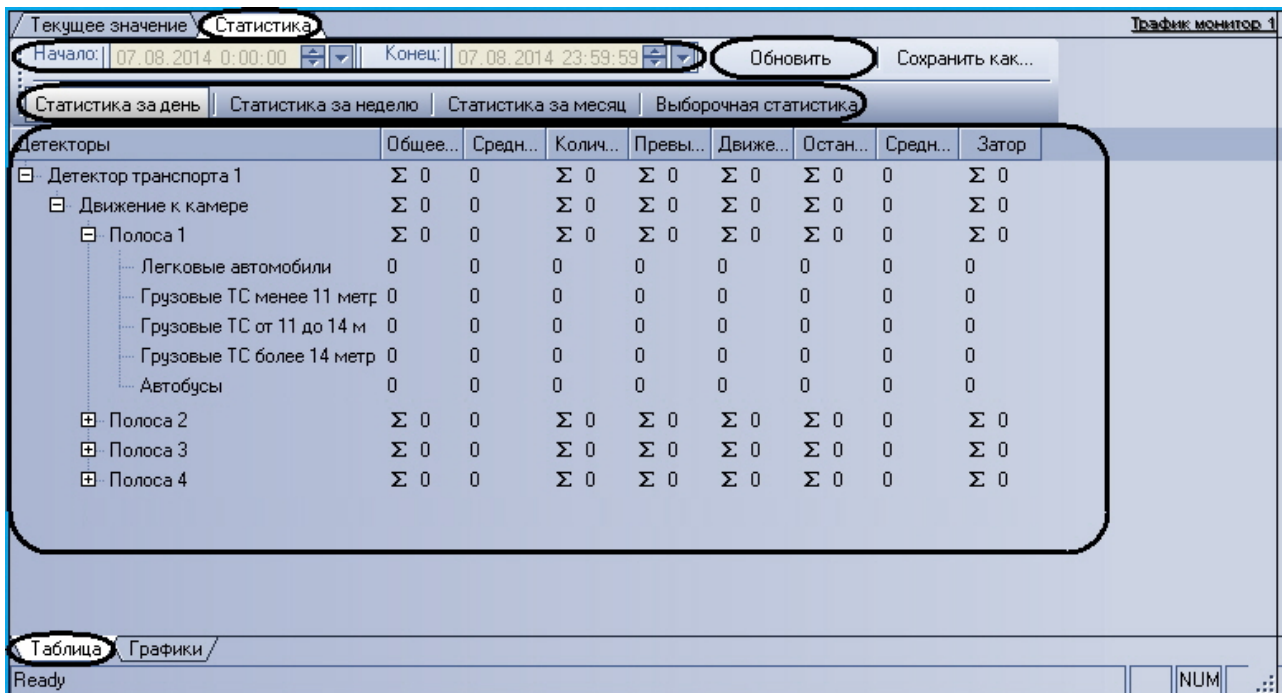 Текущее значение Статистика Трафик монитор 1
Начало: 07.08.2014 0:00:00 Конец: 07.08.2014 23:59:59 Обновить Сохранить как...
Статистика за день Статистика за неделю Статистика за месяц Выборочная статистика
Детекторы Общее... Средн... Колич... Превы... Движе... Остан... Средн... Затор
Детектор транспорта 1 Σ 0 0 Σ 0 Σ 0 Σ 0 Σ 0 0 Σ 0
Движение к камере Σ 0 0 Σ 0 Σ 0 Σ 0 Σ 0 0 Σ 0
Полоса 1 Σ 0 0 Σ 0 Σ 0 Σ 0 Σ 0 0 Σ 0
Легковые автомобили 0 0 0 0 0 0 0 0
Грузовые ТС менее 11 метр 0 0 0 0 0 0 0 0
Грузовые ТС от 11 до 14 м 0 0 0 0 0 0 0 0
Грузовые ТС более 14 метр 0 0 0 0 0 0 0 0
Автобусы 0 0 0 0 0 0 0 0
Полоса 2 Σ 0 0 Σ 0 Σ 0 Σ 0 Σ 0 0 Σ 0
Полоса 3 Σ 0 0 Σ 0 Σ 0 Σ 0 Σ 0 0 Σ 0
Полоса 4 Σ 0 0 Σ 0 Σ 0 Σ 0 Σ 0 0 Σ 0
Таблица Графики
Ready NUM